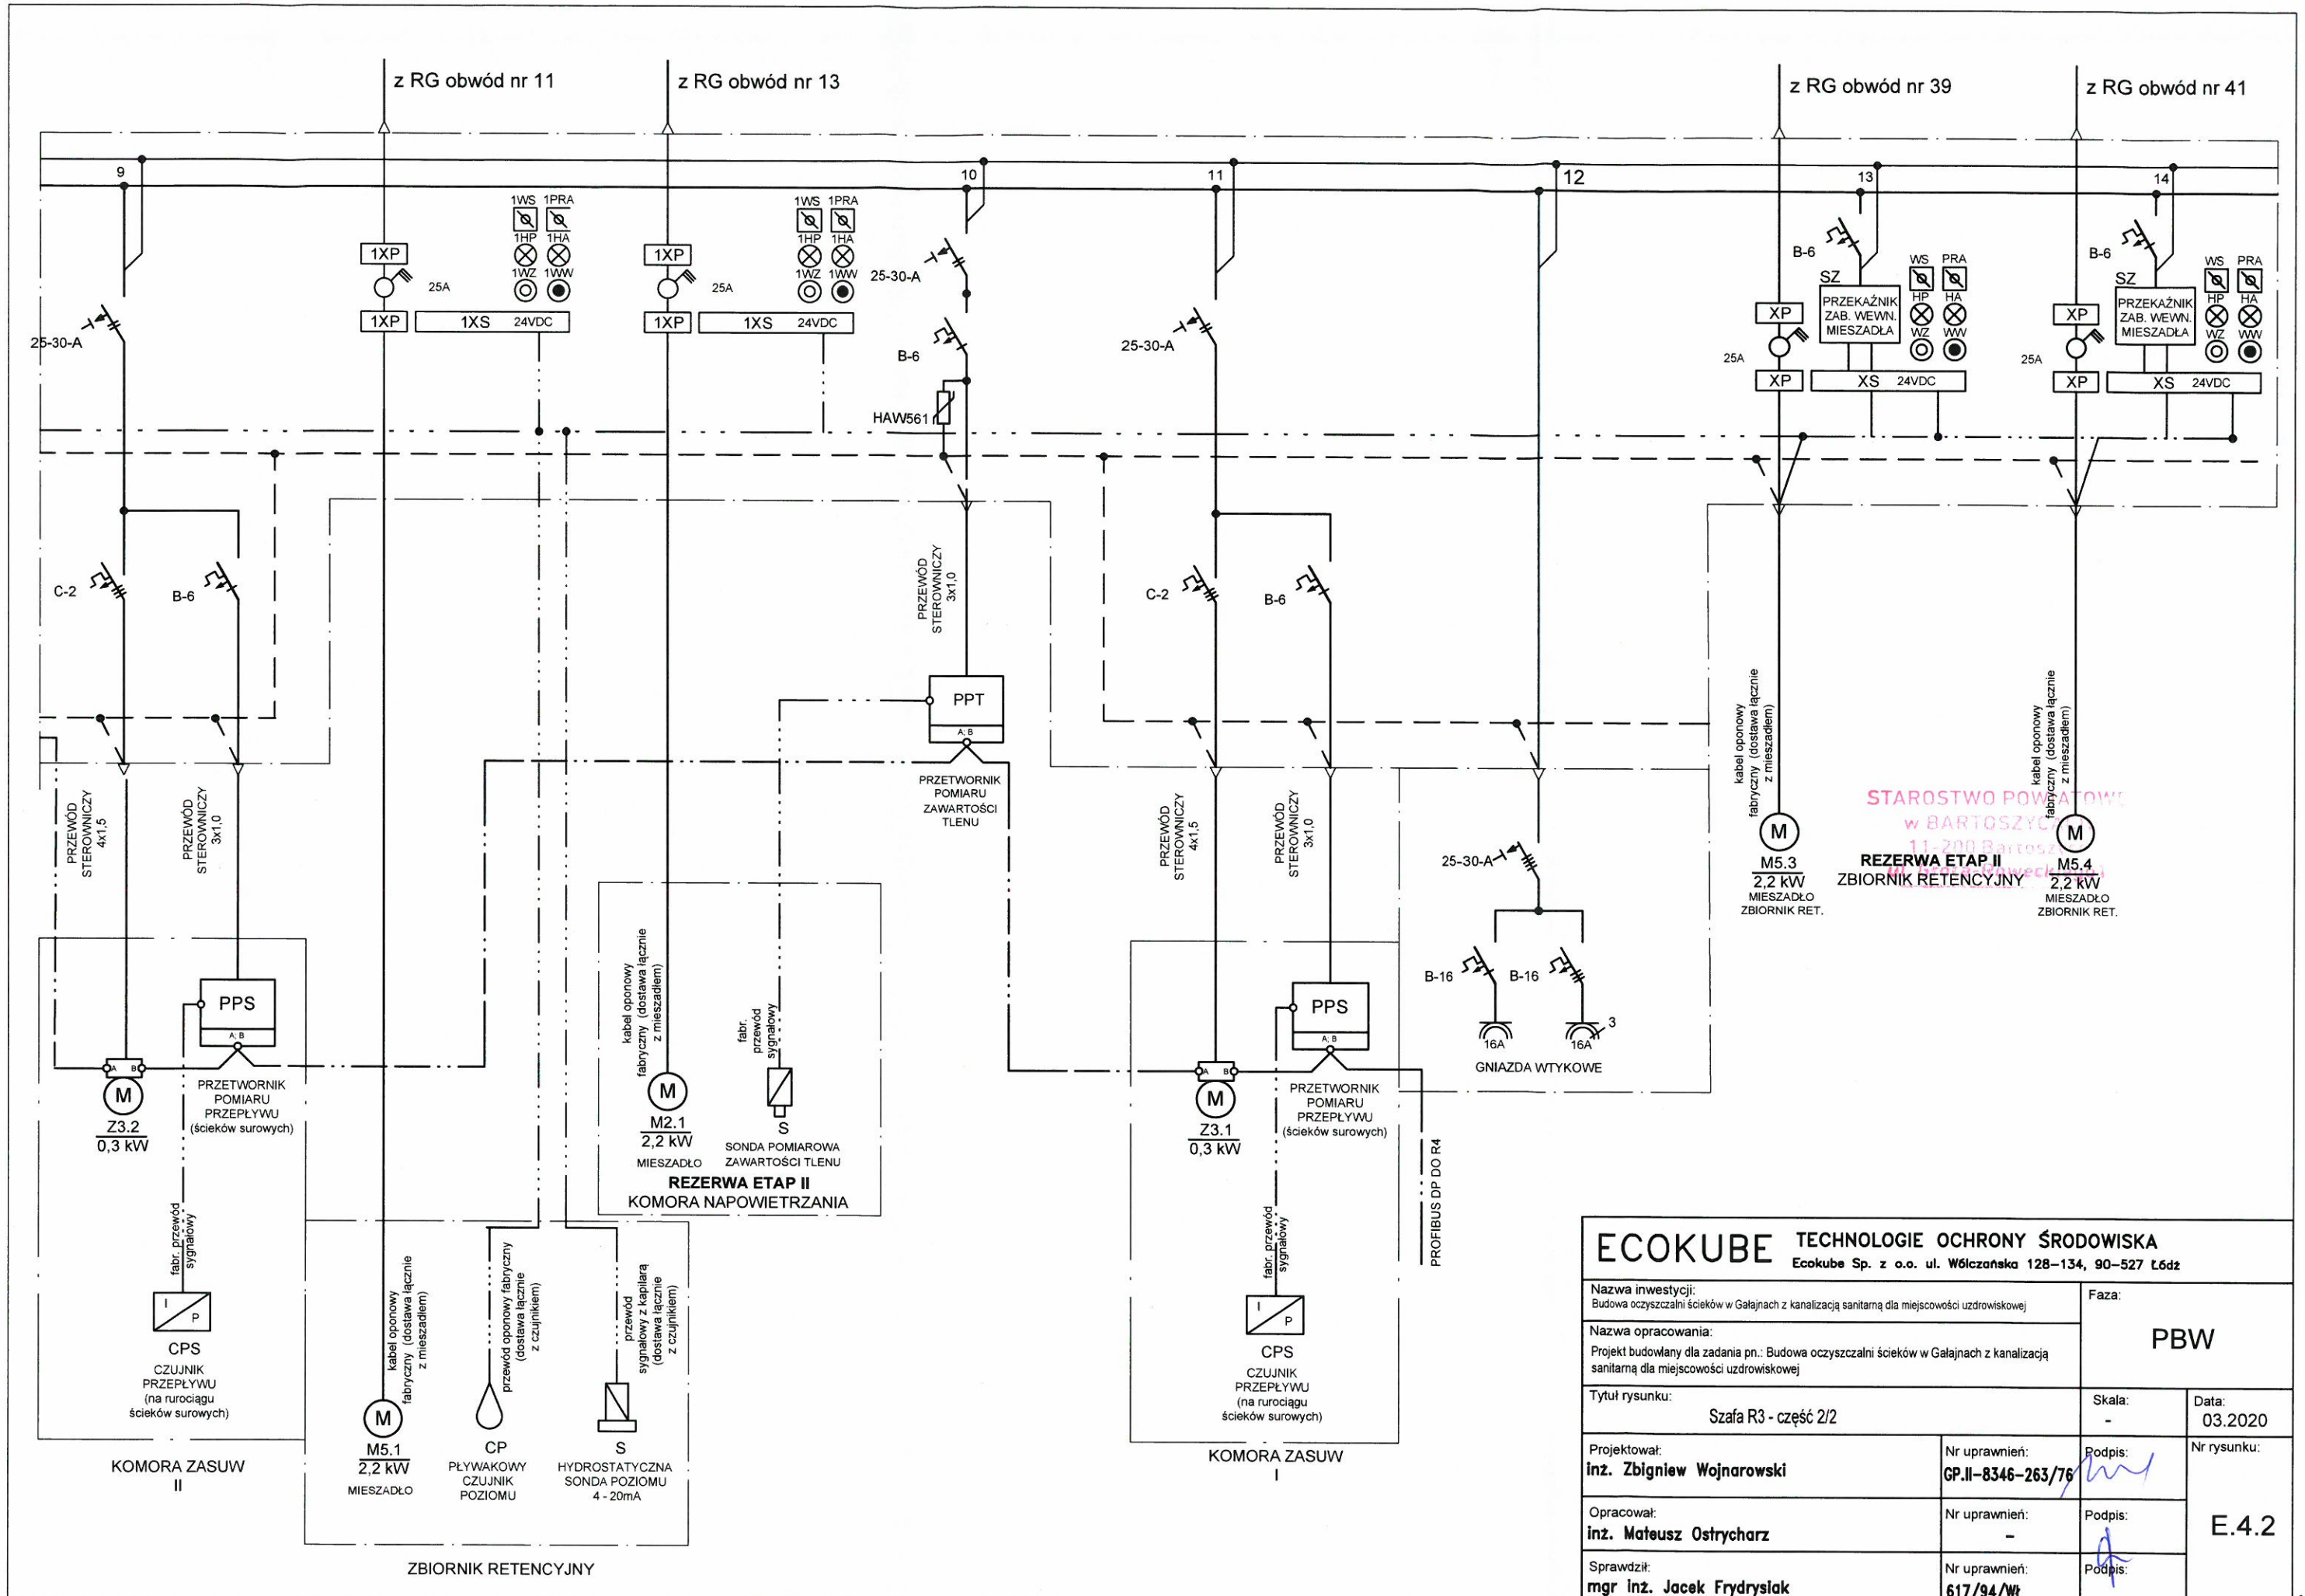 z RG obwód nr 11
z RG obwód nr 13
z RG obwód nr 39
z RG obwód nr 41
9
10
11
12
13
14
1WS 1PRA
1HP 1HA
1WZ 1WW
1XP
25A
1XP
1XS 24VDC
1WS 1PRA
1HP 1HA
1WZ 1WW
1XP
25A
1XP
1XS 24VDC
25-30-A
25-30-A
B-6
HAW561
25-30-A
B-6
SZ
PRZEKAŹNIK
ZAB. WEWN.
MIESZADŁA
WS PRA
HP HA
WZ WW
XP
25A
XP
XS 24VDC
B-6
SZ
PRZEKAŹNIK
ZAB. WEWN.
MIESZADŁA
WS PRA
HP HA
WZ WW
XP
25A
XP
XS 24VDC
C-2
B-6
PRZEWÓD
STEROWNICZY
3x1,0
C-2
B-6
PPT
A; B
PRZETWORNIK
POMIARU
ZAWARTOŚCI
TLENU
PRZEWÓD
STEROWNICZY
4x1,5
PRZEWÓD
STEROWNICZY
3x1,0
PRZEWÓD
STEROWNICZY
4x1,5
PRZEWÓD
STEROWNICZY
3x1,0
kabel oponowy
fabryczny (dostawa łącznie
z mieszadłem)
kabel oponowy
fabryczny (dostawa łącznie
z mieszadłem)
STAROSTWO POWIATOWE
w
11-200
M
M5.3
2,2 kW
MIESZADŁO
ZBIORNIK RET.
REZERWA ETAP II
ZBIORNIK RETENCYJNY
M
M5.4
2,2 kW
MIESZADŁO
ZBIORNIK RET.
25-30-A
B-16
B-16
16A
16A
3
GNIAZDA WTYKOWE
PPS
A; B
A B
M
Z3.2
0,3 kW
PRZETWORNIK
POMIARU
PRZEPŁYWU
(ścieków surowych)
fabr. przewód
sygnałowy
I
P
CPS
CZUJNIK
PRZEPŁYWU
(na rurociągu
ścieków surowych)
KOMORA ZASUW
II
kabel oponowy
fabryczny (dostawa łącznie
z mieszadłem)
fabr.
przewód
sygnałowy
M
M2.1
2,2 kW
MIESZADŁO
S
SONDA POMIAROWA
ZAWARTOŚCI TLENU
REZERWA ETAP II
KOMORA NAPOWIETRZANIA
kabel oponowy
fabryczny (dostawa łącznie
z mieszadłem)
przewód oponowy fabryczny
(dostawa łącznie
z czujnikiem)
przewód
sygnałowy z kapilarą
(dostawa łącznie
z czujnikiem)
M
M5.1
2,2 kW
MIESZADŁO
CP
PŁYWAKOWY
CZUJNIK
POZIOMU
S
HYDROSTATYCZNA
SONDA POZIOMU
4 - 20mA
ZBIORNIK RETENCYJNY
PPS
A; B
A B
M
Z3.1
0,3 kW
PRZETWORNIK
POMIARU
PRZEPŁYWU
(ścieków surowych)
PROFIBUS DP DO R4
fabr. przewód
sygnałowy
I
P
CPS
CZUJNIK
PRZEPŁYWU
(na rurociągu
ścieków surowych)
KOMORA ZASUW
I
ECOKUBE TECHNOLOGIE OCHRONY ŚRODOWISKA
Ecokube Sp. z o.o. ul. Wólczańska 128-134, 90-527 Łódź
Nazwa inwestycji:
Budowa oczyszczalni ścieków w Gałajnach z kanalizacją sanitarną dla miejscowości uzdrowiskowej
Faza:
PBW
Nazwa opracowania:
Projekt budowlany dla zadania pn.: Budowa oczyszczalni ścieków w Gałajnach z kanalizacją
sanitarną dla miejscowości uzdrowiskowej
Tytuł rysunku:
Szafa R3 - część 2/2
Skala:
-
Data:
03.2020
Projektował:
inż. Zbigniew Wojnarowski
Nr uprawnień:
GP.II-8346-263/76
Podpis:
Nr rysunku:
E.4.2
Opracował:
inż. Mateusz Ostrycharz
Nr uprawnień:
-
Podpis:
Sprawdził:
mgr inż. Jacek Frydrysiak
Nr uprawnień:
617/94/Wł
Podpis: